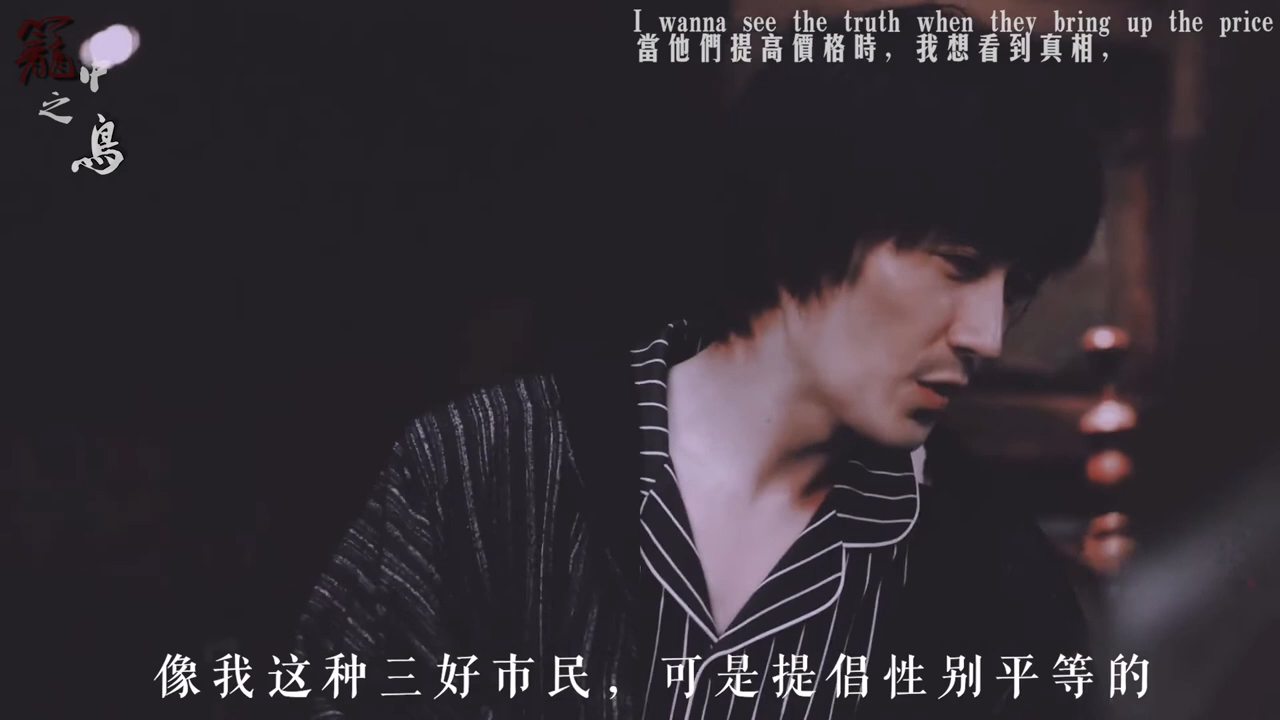 籠中之鳥
I wanna see the truth when they bring up the price
當他們提高價格時，我想看到真相，
像我这种三好市民，可是提倡性别平等的